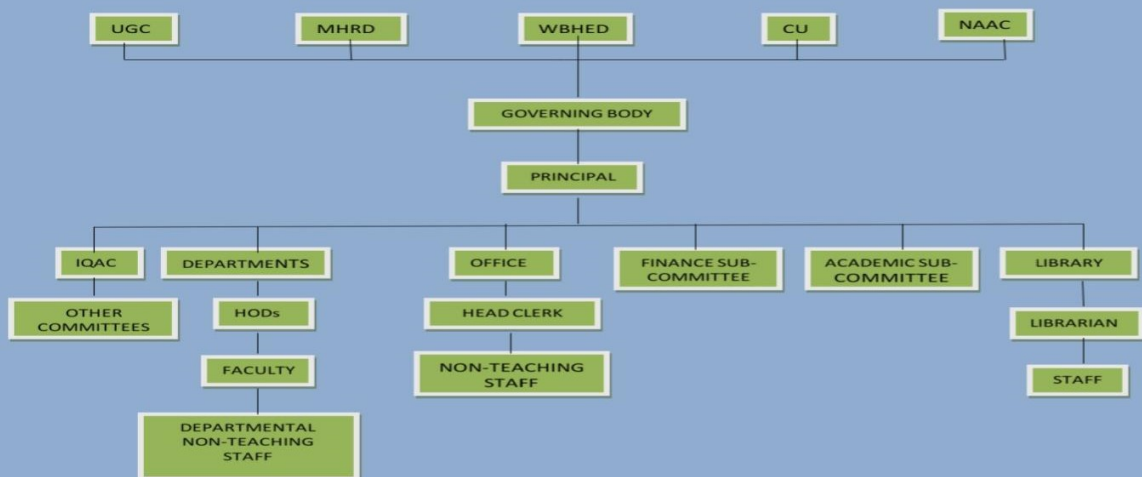 UGC
MHRD
WBHED
CU
NAAC
GOVERNING BODY
PRINCIPAL
IQAC
DEPARTMENTS
OFFICE
FINANCE SUB-
COMMITTEE
ACADEMIC SUB-
COMMITTEE
LIBRARY
OTHER
COMMITTEES
HODs
HEAD CLERK
LIBRARIAN
FACULTY
NON-TEACHING
STAFF
STAFF
DEPARTMENTAL
NON-TEACHING
STAFF